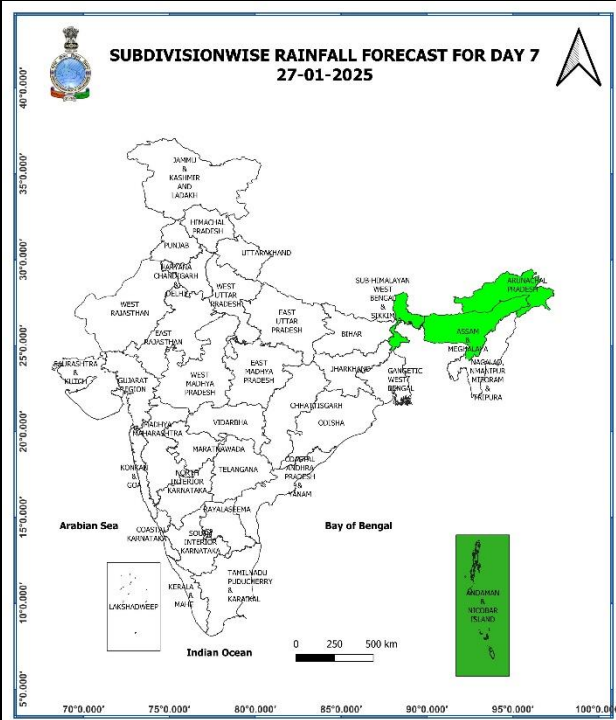 SUBDIVISIONWISE RAINFALL FORECAST FOR DAY 7
27-01-2025
40°0.000'
35°0.000'
30°0.000'
25°0.000'
20°0.000'
15°0.000'
10°0.000'
5°0.000'
JAMMU
&
KASHMIR
AND
LADAKH
HIMACHAL
PRADESH
PUNJAB
UTTARAKHAND
HARYANA
CHANDIGARH
&
DELHI
WEST
UTTAR
PRADESH
WEST
RAJASTHAN
EAST
RAJASTHAN
EAST
UTTAR
PRADESH
SUB-HIMALAYAN
WEST
BENGAL
&
SIKKIM
ARUNACHAL
PRADESH
BIHAR
ASSAM
&
MEGHALAYA
SAURASHTRA
&
KUTCH
GUJARAT
REGION
WEST
MADHYA
PRADESH
EAST
MADHYA
PRADESH
JHARKHAND
GANGETIC
WEST
BENGAL
MIZORAM
&
TRIPURA
CHHATTISGARH
ODISHA
MADHYA
MAHARASHTRA
VIDARBHA
MARATHWADA
KONKAN
&
GOA
NORTH
INTERIOR
KARNATAKA
TELANGANA
COASTAL
ANDHRA
PRADESH
&
YANAM
RAYALASEEMA
Arabian Sea
Bay of Bengal
COASTAL
KARNATAKA
SOUTH
INTERIOR
KARNATAKA
LAKSHADWEEP
KERALA
&
MAHE
TAMILNADU
PUDUCHERRY
&
KARAIKAL
ANDAMAN
&
NICOBAR
ISLAND
Indian Ocean
0 250 500 km
70°0.000' 75°0.000' 80°0.000' 85°0.000' 90°0.000' 95°0.000' 100°0.0